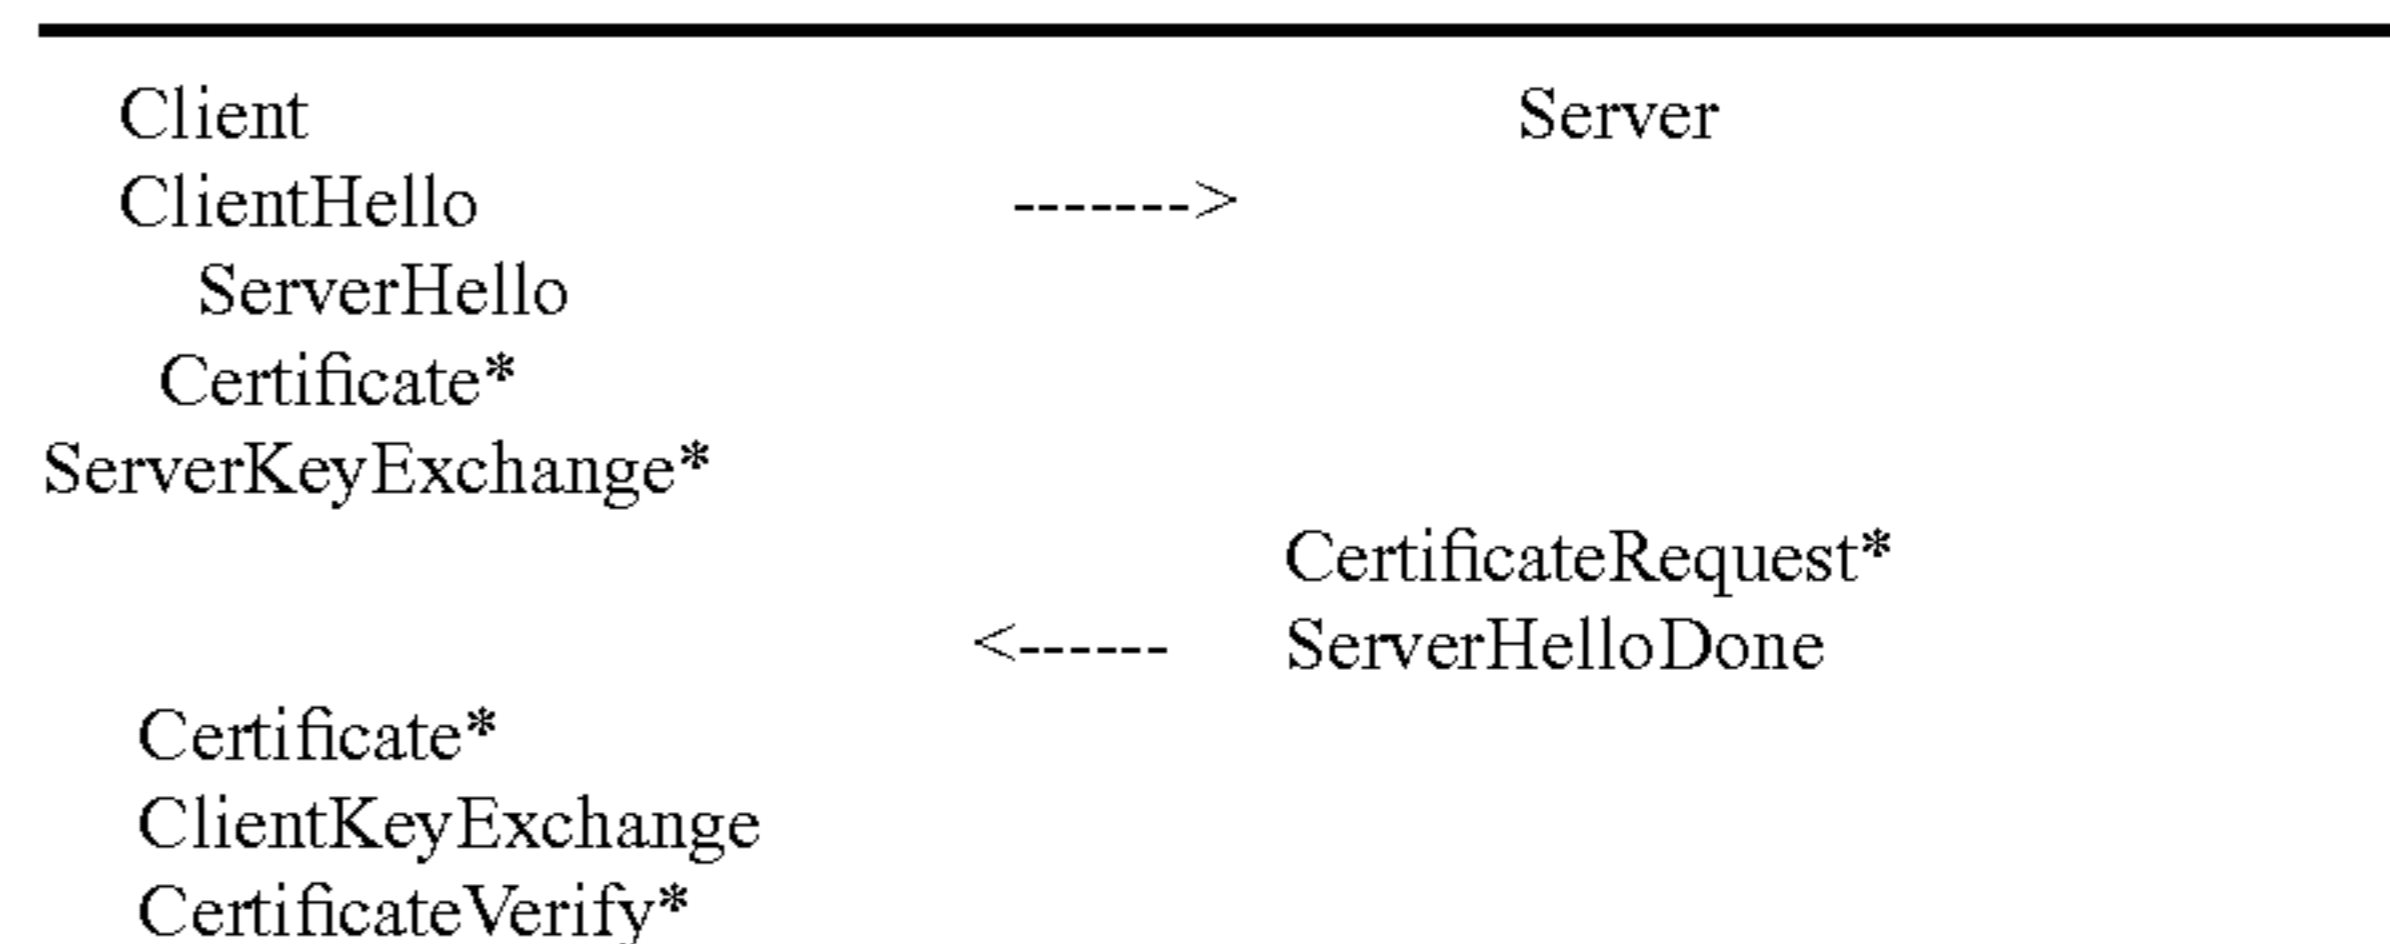 Client Server
ClientHello ------->
ServerHello
Certificate*
ServerKeyExchange*
CertificateRequest*
<------ ServerHelloDone
Certificate*
ClientKeyExchange
CertificateVerify*